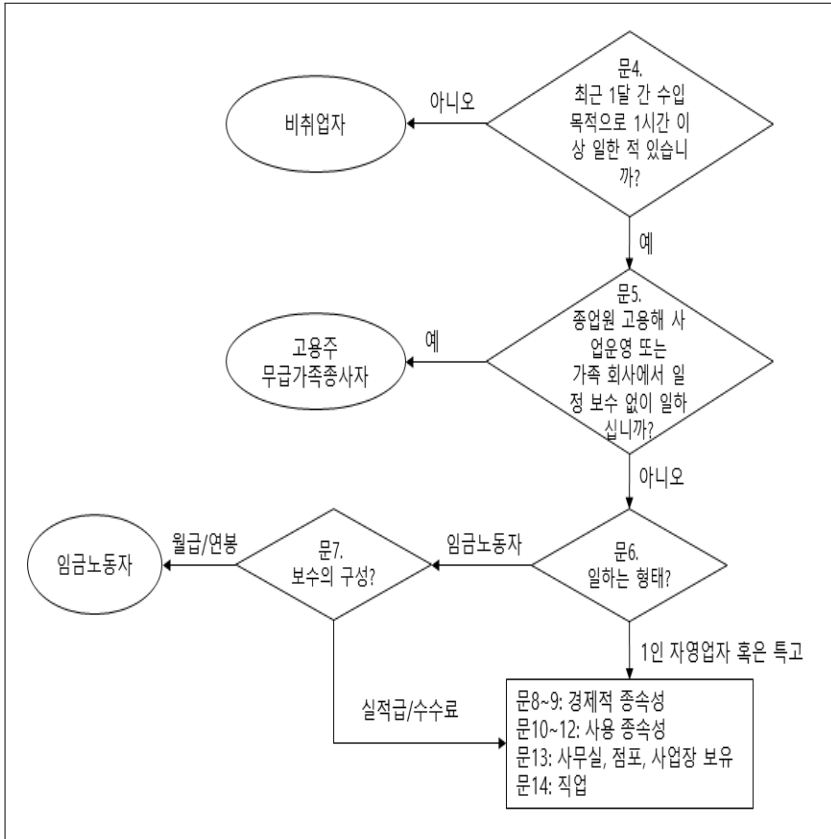 문4.
최근 1달 간 수입
목적으로 1시간 이
상 일한 적 있습니
까?
아니오
비취업자
예
문5.
종업원 고용해 사
업운영 또는
가족 회사에서 일
정 보수 없이 일하
십니까?
예
고용주
무급가족종사자
아니오
문6.
일하는 형태?
임금노동자
문7.
보수의 구성?
월급/연봉
임금노동자
1인 자영업자 혹은 특고
실적급/수수료
문8~9: 경제적 종속성
문10~12: 사용 종속성
문13: 사무실, 점포, 사업장 보유
문14: 직업